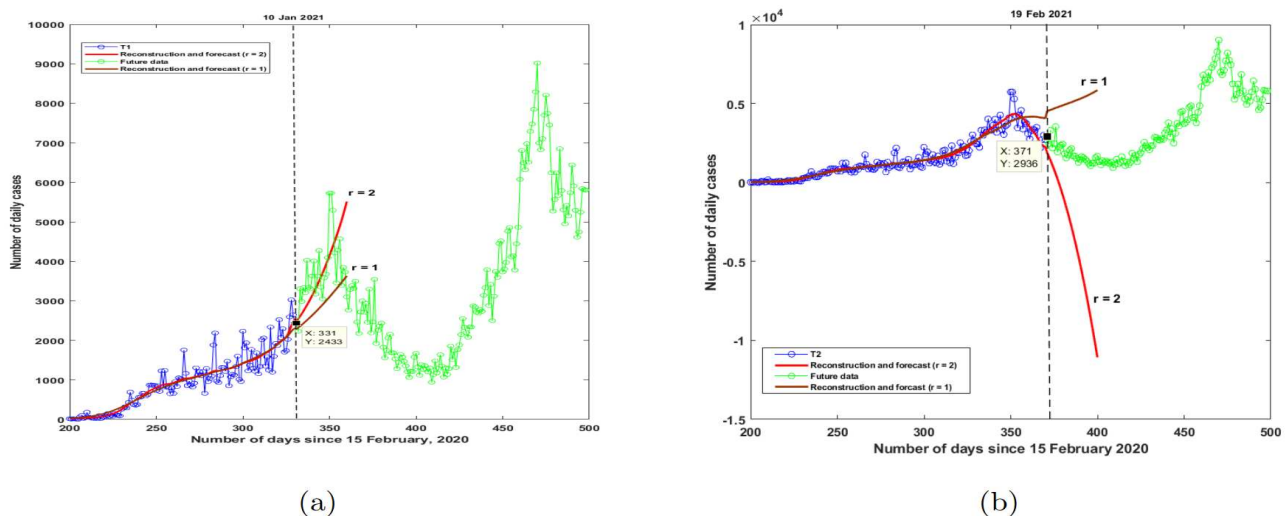 10 Jan 2021
10000
9000
8000
7000
6000
5000
4000
3000
2000
1000
0
Number of daily cases
T1
Reconstruction and forecast (r = 2)
Future data
Reconstruction and forecast (r = 1)
r = 2
r = 1
X: 331
Y: 2433
200 250 300 350 400 450 500
Number of days since 15 February, 2020
(a)
19 Feb 2021
×10^4
1
0.5
0
-0.5
-1
-1.5
Number of daily cases
r = 1
X: 371
Y: 2936
r = 2
T2
Reconstruction and forecast (r = 2)
Future data
Reconstruction and forcast (r = 1)
200 250 300 350 400 450 500
Number of days since 15 February 2020
(b)